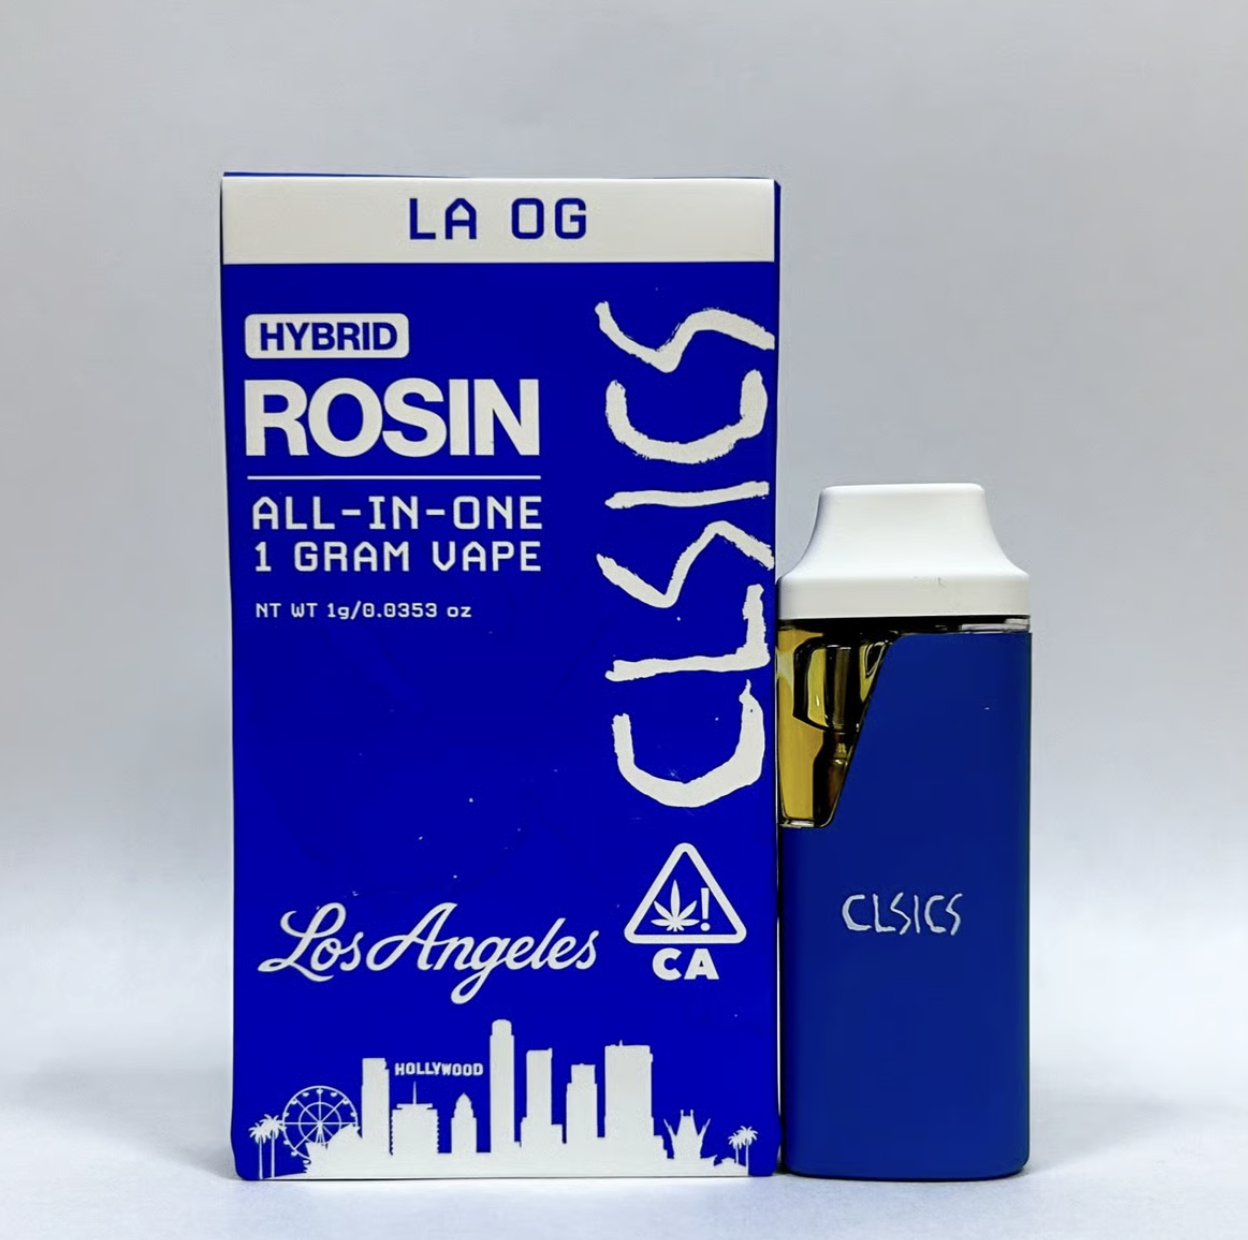 LA OG
HYBRID
ROSIN
ALL-IN-ONE
1 GRAM VAPE
NT WT 1g/0.0353 oz
CLSICS
Los Angeles
CA
HOLLYWOOD
CLSICS